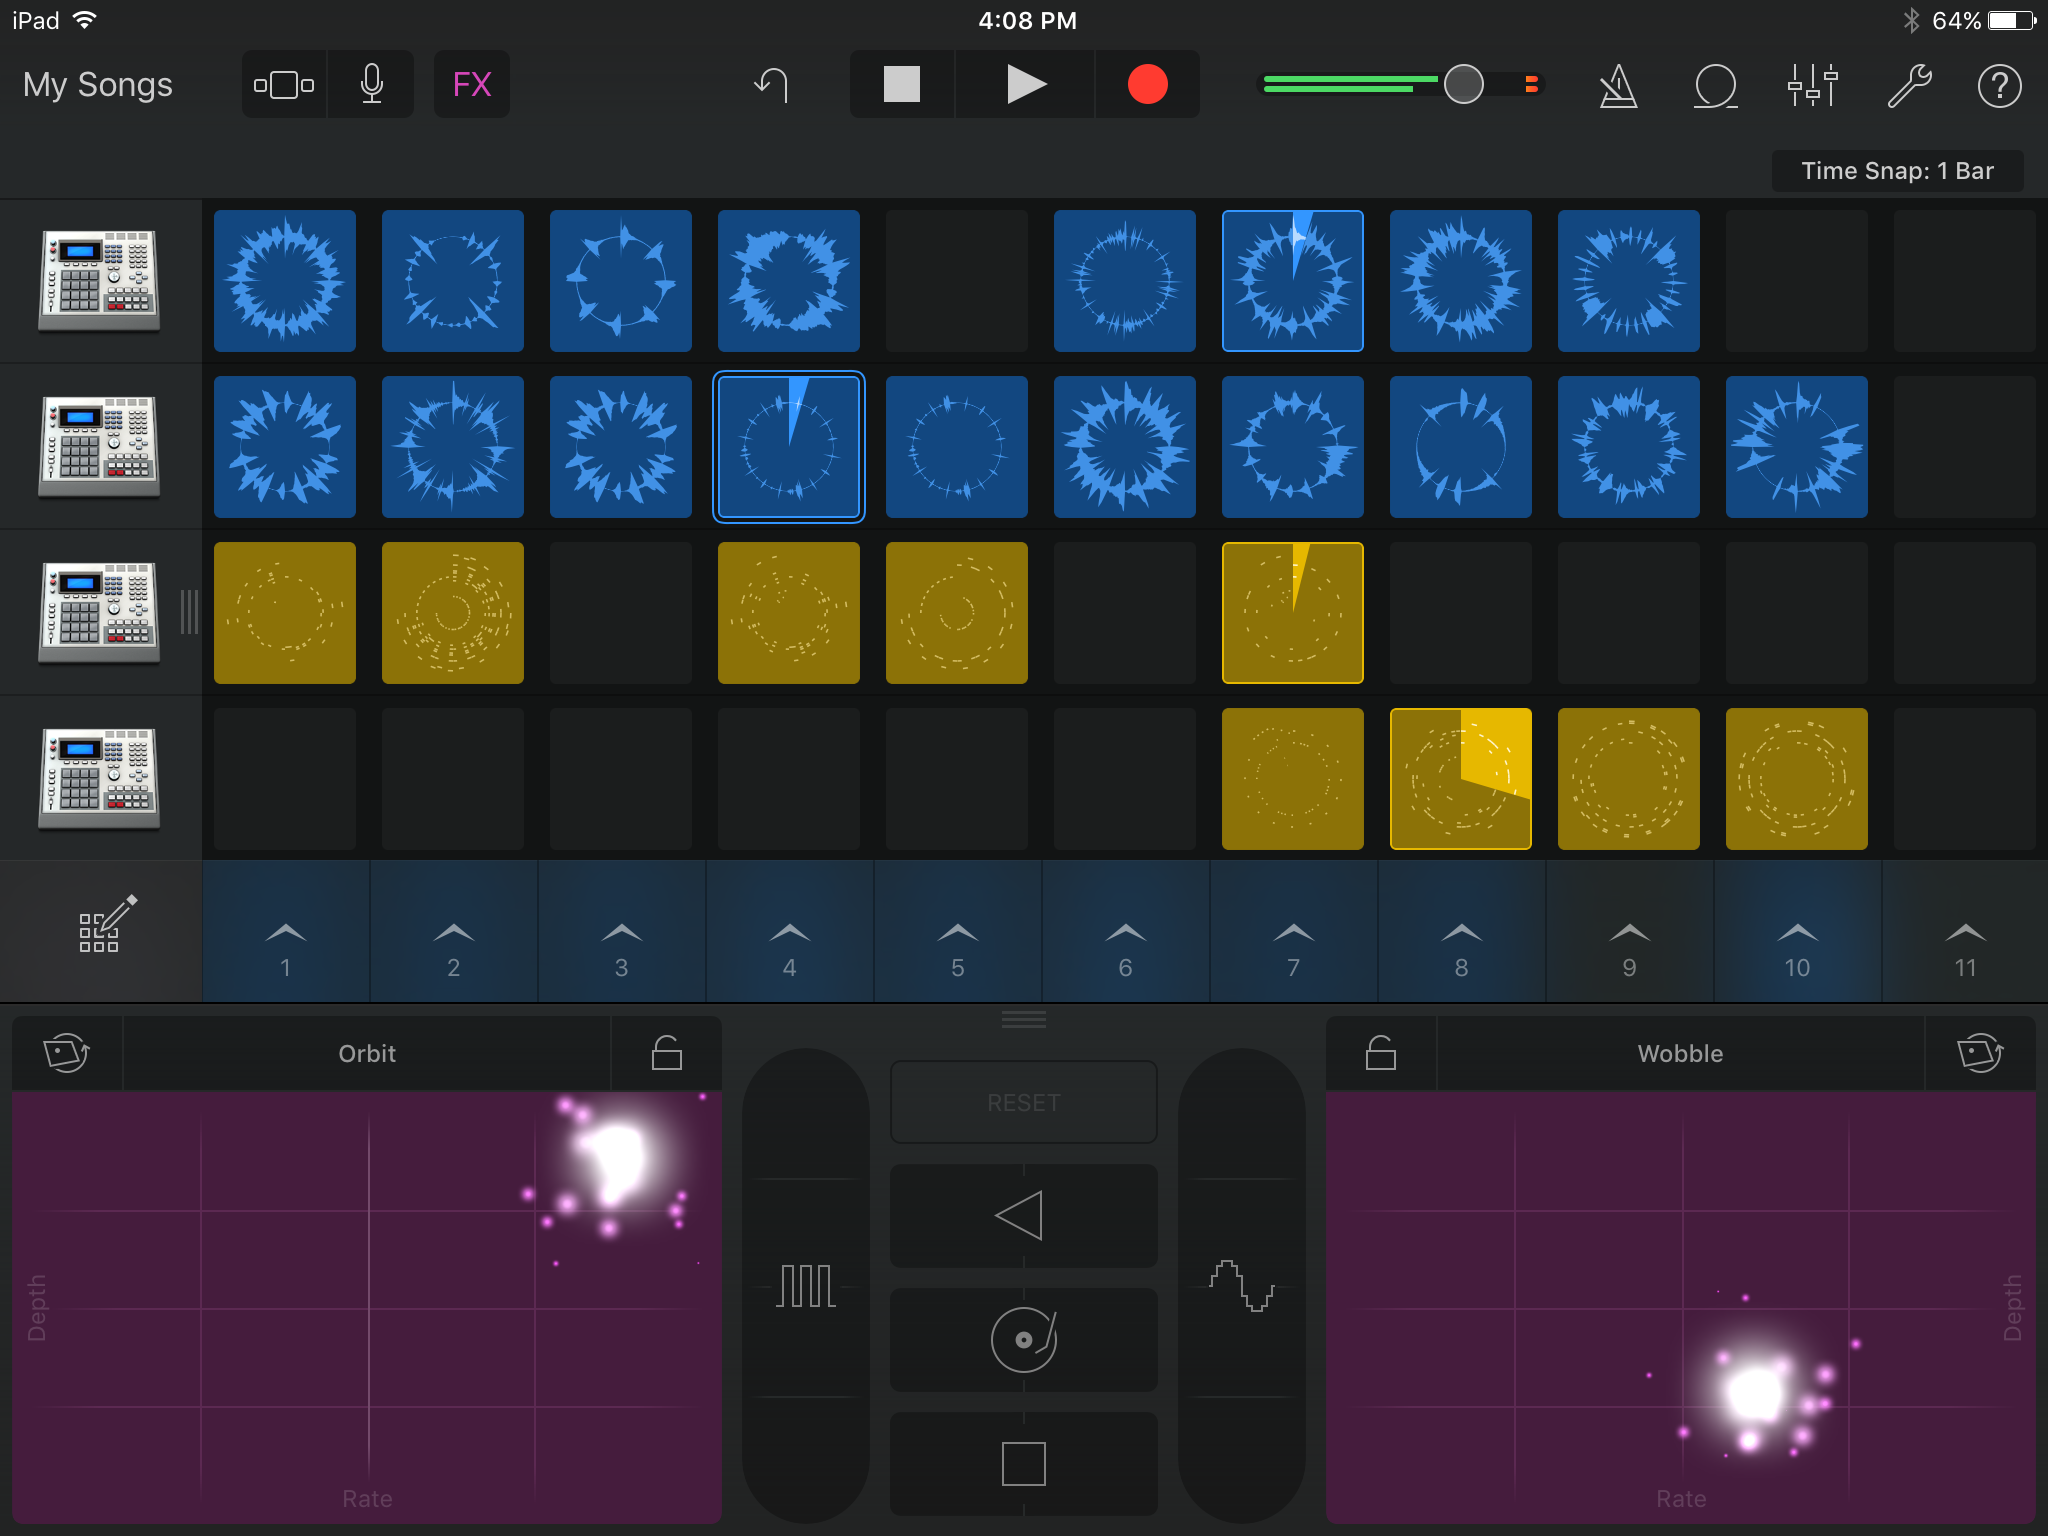 iPad
4:08 PM
64%
My Songs
FX
?
Time Snap: 1 Bar
1 2 3 4 5 6 7 8 9 10 11
Orbit
Wobble
RESET
Depth
Depth
Rate
Rate